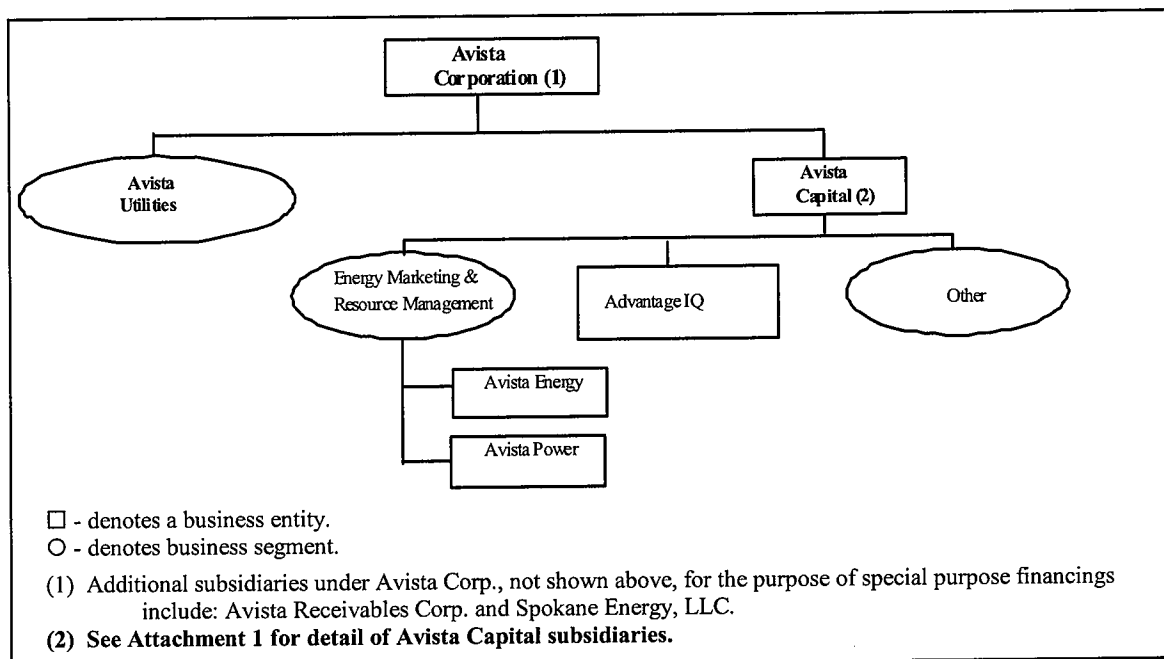 Avista
Corporation (1)
Avista
Utilities
Avista
Capital (2)
Energy Marketing &
Resource Management
Advantage IQ
Other
Avista Energy
Avista Power
□ - denotes a business entity.
○ - denotes business segment.
(1) Additional subsidiaries under Avista Corp., not shown above, for the purpose of special purpose financings
include: Avista Receivables Corp. and Spokane Energy, LLC.
(2) See Attachment 1 for detail of Avista Capital subsidiaries.